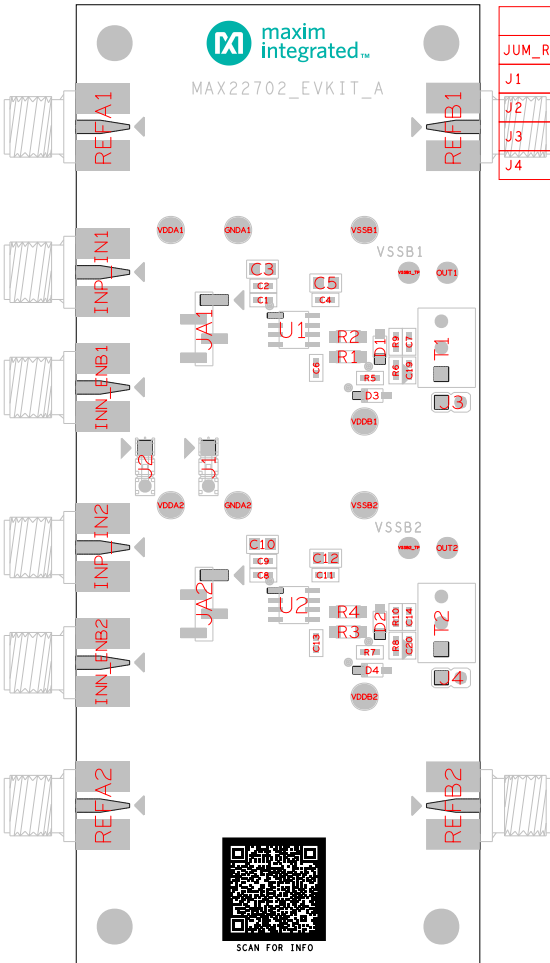 maxim
integrated™
MAX22702_EVKIT_A
JUM_R
J1
J2
J3
J4
REFA1
REFB1
VDDA1
GNDA1
VSSB1
INP_IN1
VSSB1
VSSB1_TP
OUT1
C3
C2
C1
C5
C4
JA1
U1
R2
R1
D1
R9
C7
T1
C6
R5
R6
C19
INN_ENB1
D3
J3
VDDB1
J2
J1
VDDA2
GNDA2
VSSB2
INP_IN2
VSSB2
VSSB2_TP
OUT2
C10
C9
C8
C12
C11
JA2
U2
R4
R3
D2
R10
C14
T2
C13
R7
R8
C20
INN_ENB2
D4
J4
VDDB2
REFA2
REFB2
SCAN FOR INFO